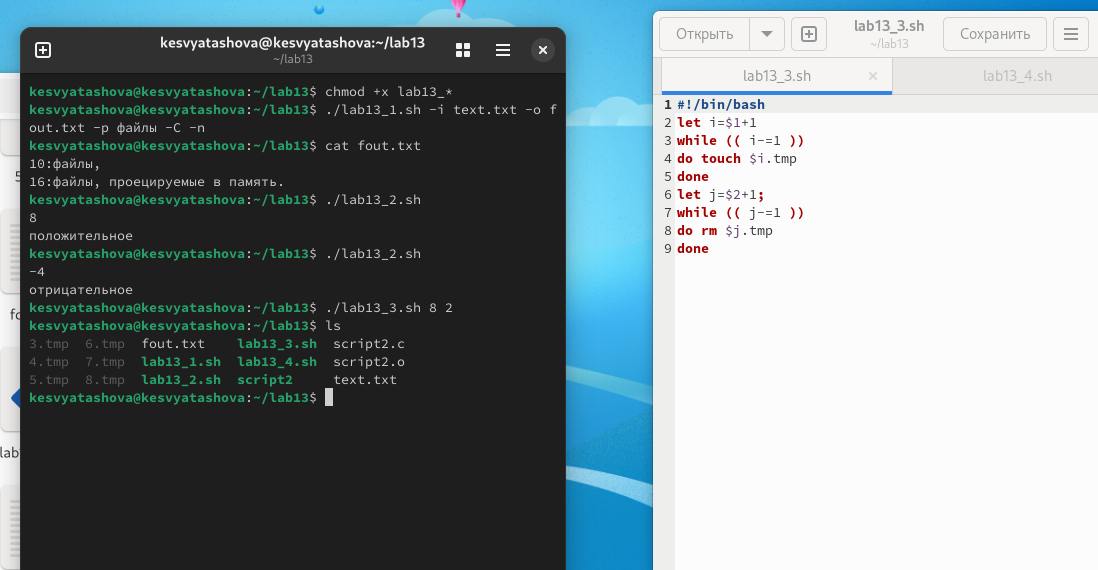 kesvyatashova@kesvyatashova:~/lab13
~/lab13
kesvyatashova@kesvyatashova:~/lab13$ chmod +x lab13_*
kesvyatashova@kesvyatashova:~/lab13$ ./lab13_1.sh -i text.txt -o f
out.txt -p файлы -C -n
kesvyatashova@kesvyatashova:~/lab13$ cat fout.txt
10:файлы,
16:файлы, проецируемые в память.
kesvyatashova@kesvyatashova:~/lab13$ ./lab13_2.sh
8
положительное
kesvyatashova@kesvyatashova:~/lab13$ ./lab13_2.sh
-4
отрицательное
kesvyatashova@kesvyatashova:~/lab13$ ./lab13_3.sh 8 2
kesvyatashova@kesvyatashova:~/lab13$ ls
3.tmp 6.tmp fout.txt lab13_3.sh script2.c
4.tmp 7.tmp lab13_1.sh lab13_4.sh script2.o
5.tmp 8.tmp lab13_2.sh script2 text.txt
kesvyatashova@kesvyatashova:~/lab13$
Открыть
lab13_3.sh
~/lab13
Сохранить
lab13_3.sh
lab13_4.sh
1 #!/bin/bash
2 let i=$1+1
3 while (( i-=1 ))
4 do touch $i.tmp
5 done
6 let j=$2+1;
7 while (( j-=1 ))
8 do rm $j.tmp
9 done